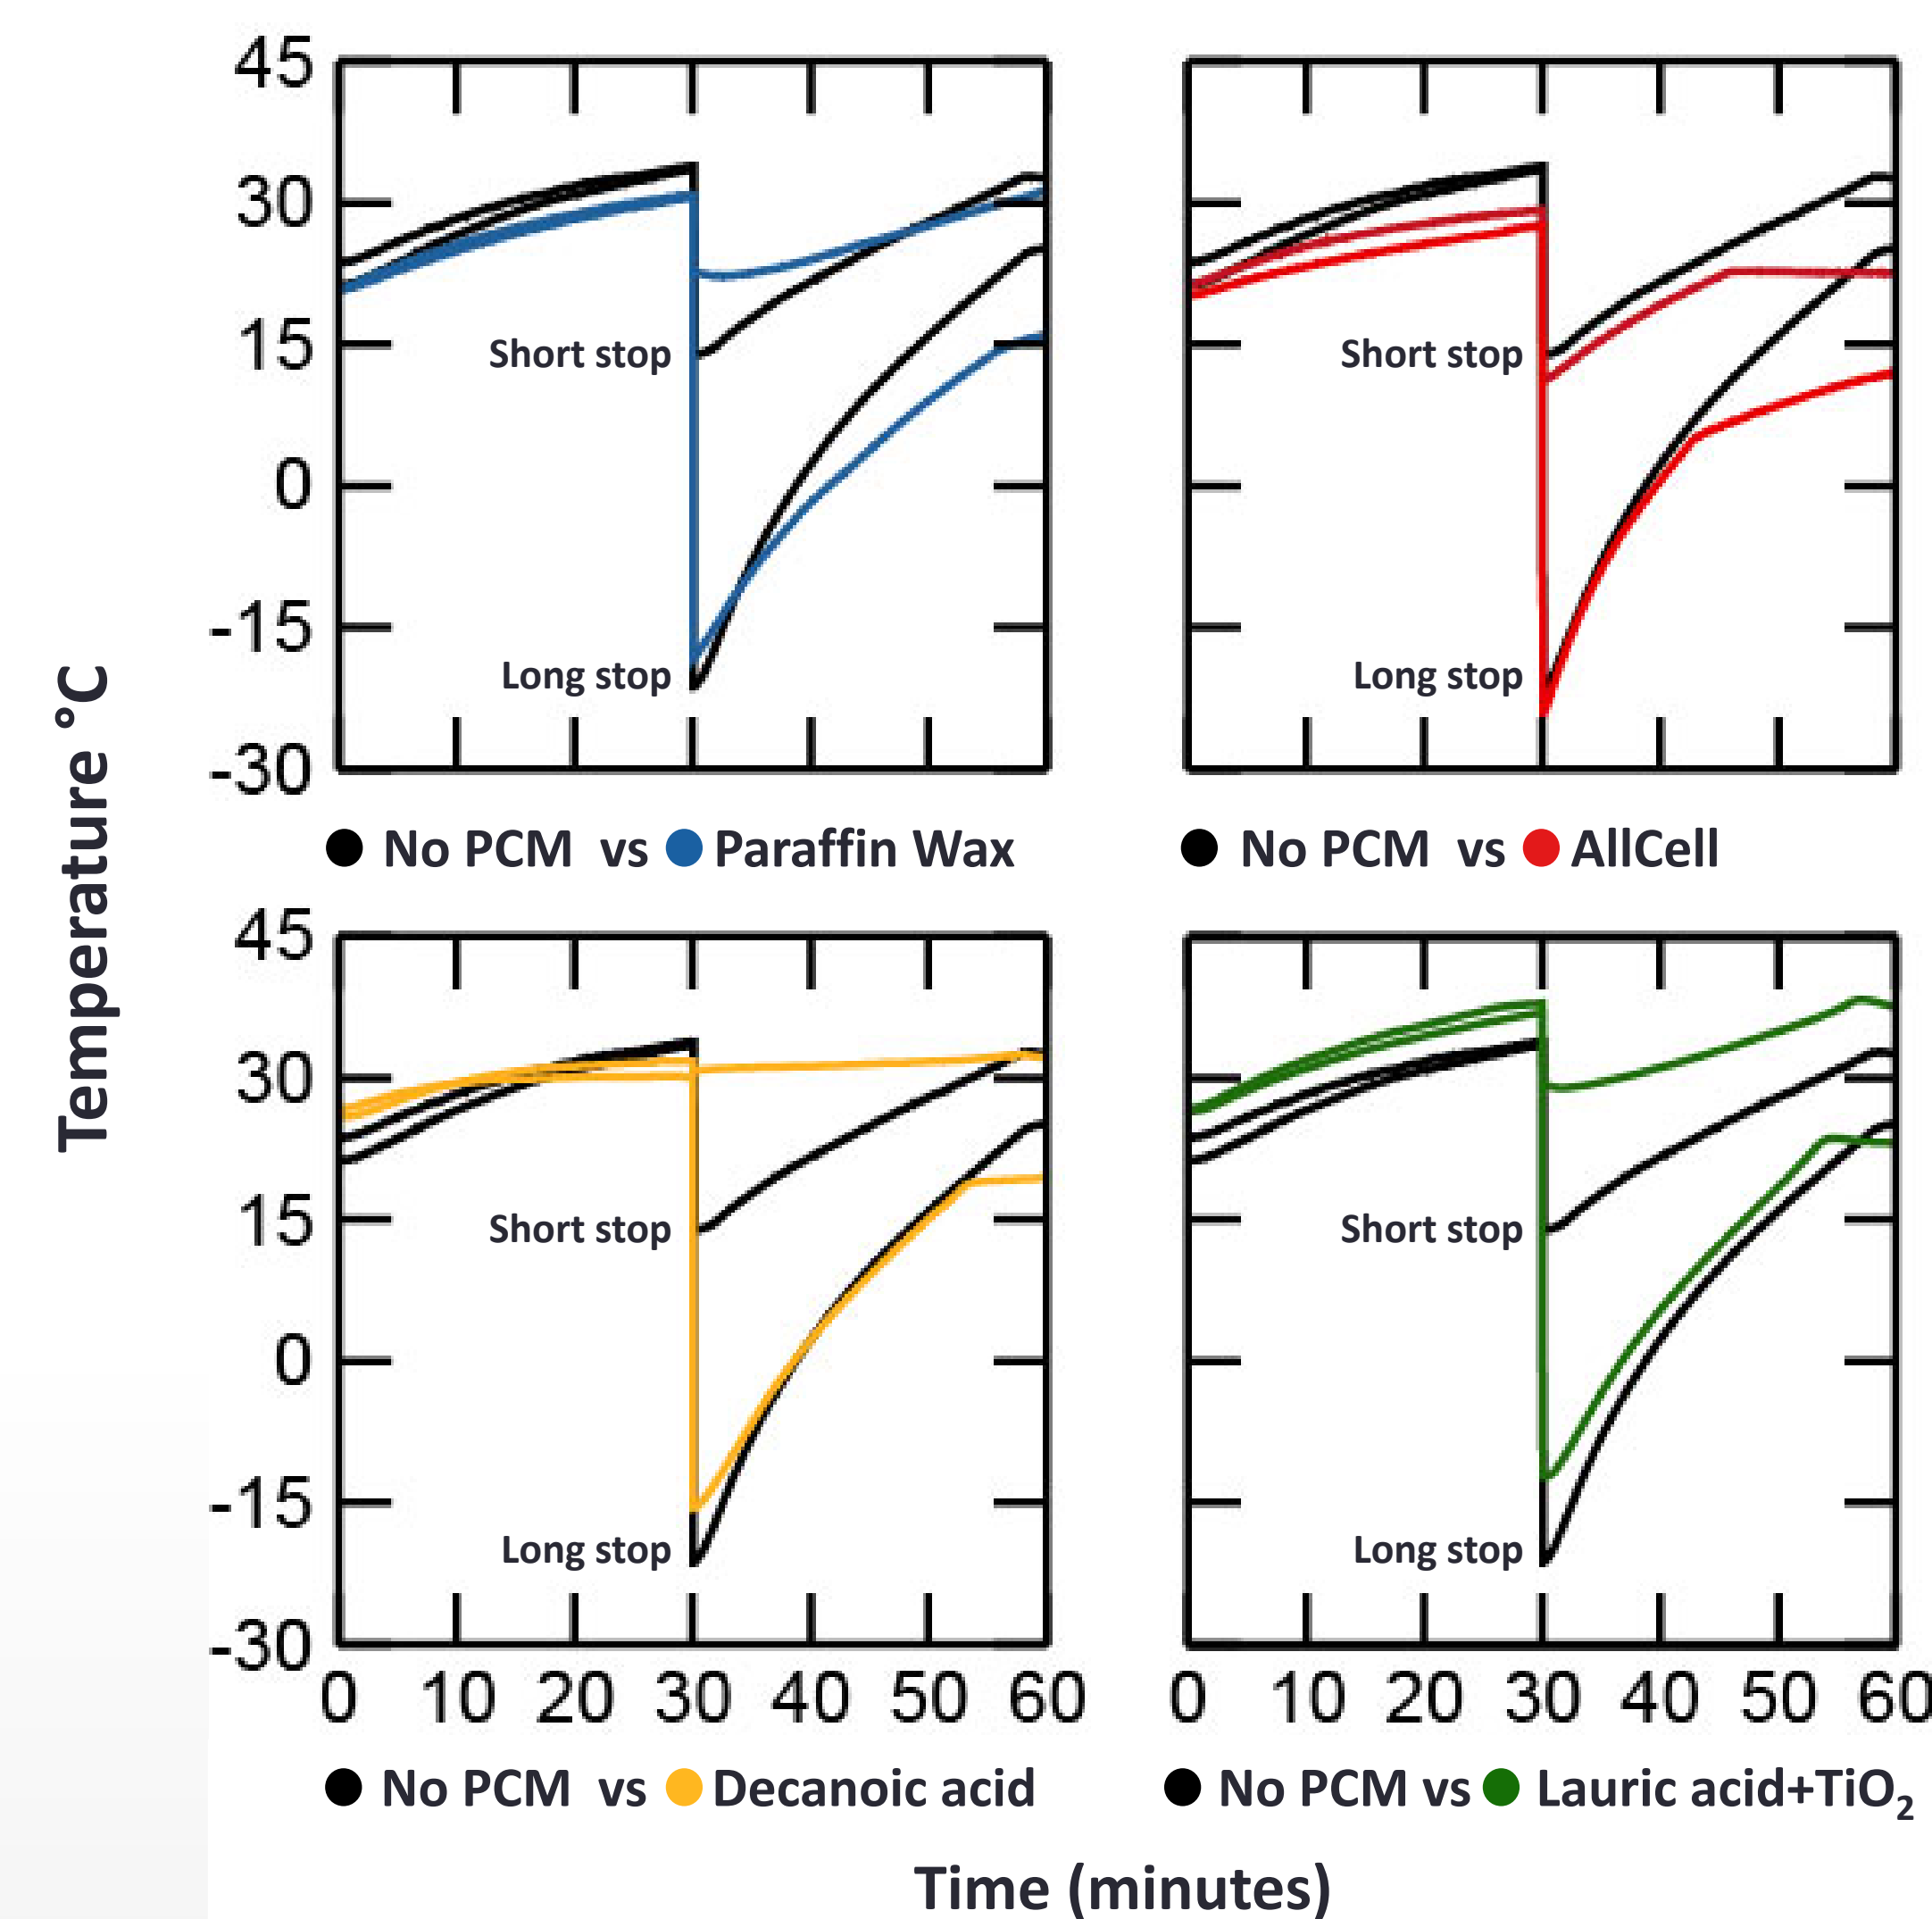 Temperature °C
45
30
15
0
-15
-30
Short stop
Long stop
Short stop
Long stop
No PCM vs Paraffin Wax
No PCM vs AllCell
45
30
15
0
-15
-30
Short stop
Long stop
Short stop
Long stop
0 10 20 30 40 50 60
0 10 20 30 40 50 60
No PCM vs Decanoic acid
No PCM vs Lauric acid+TiO₂
Time (minutes)